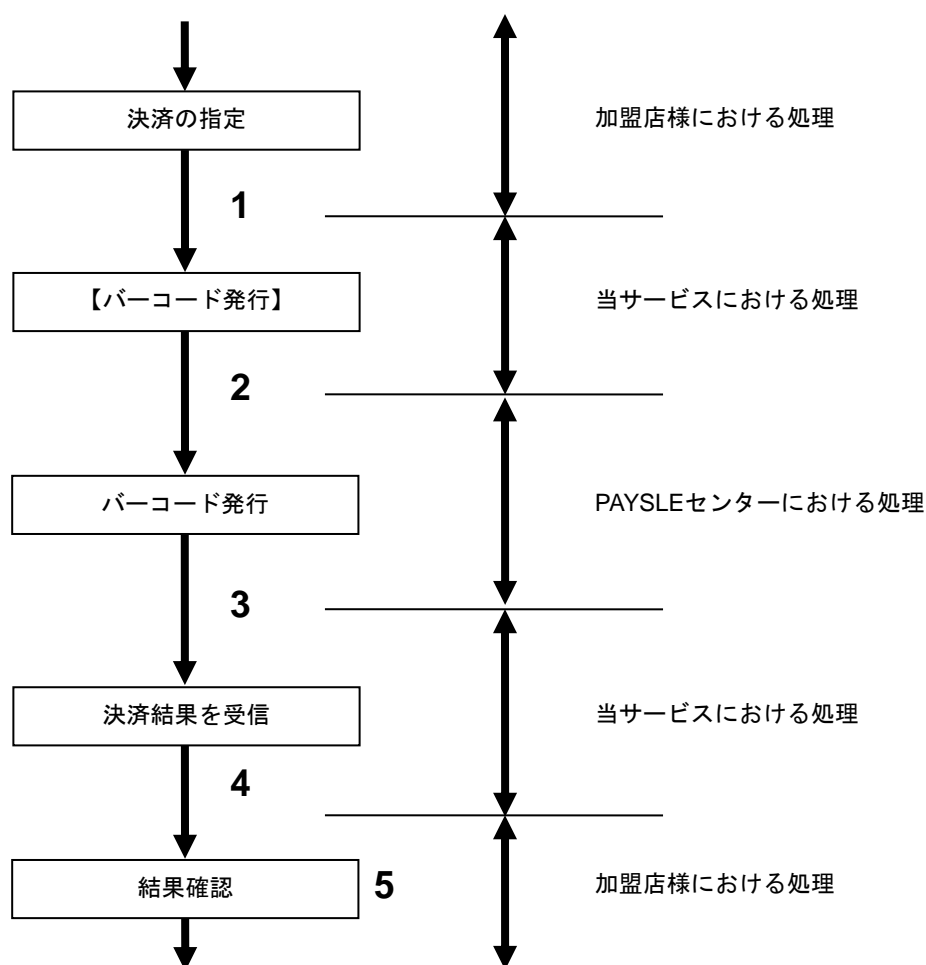 決済の指定
加盟店様における処理
1
【バーコード発行】
当サービスにおける処理
2
バーコード発行
PAYSLEセンターにおける処理
3
決済結果を受信
当サービスにおける処理
4
結果確認
5
加盟店様における処理